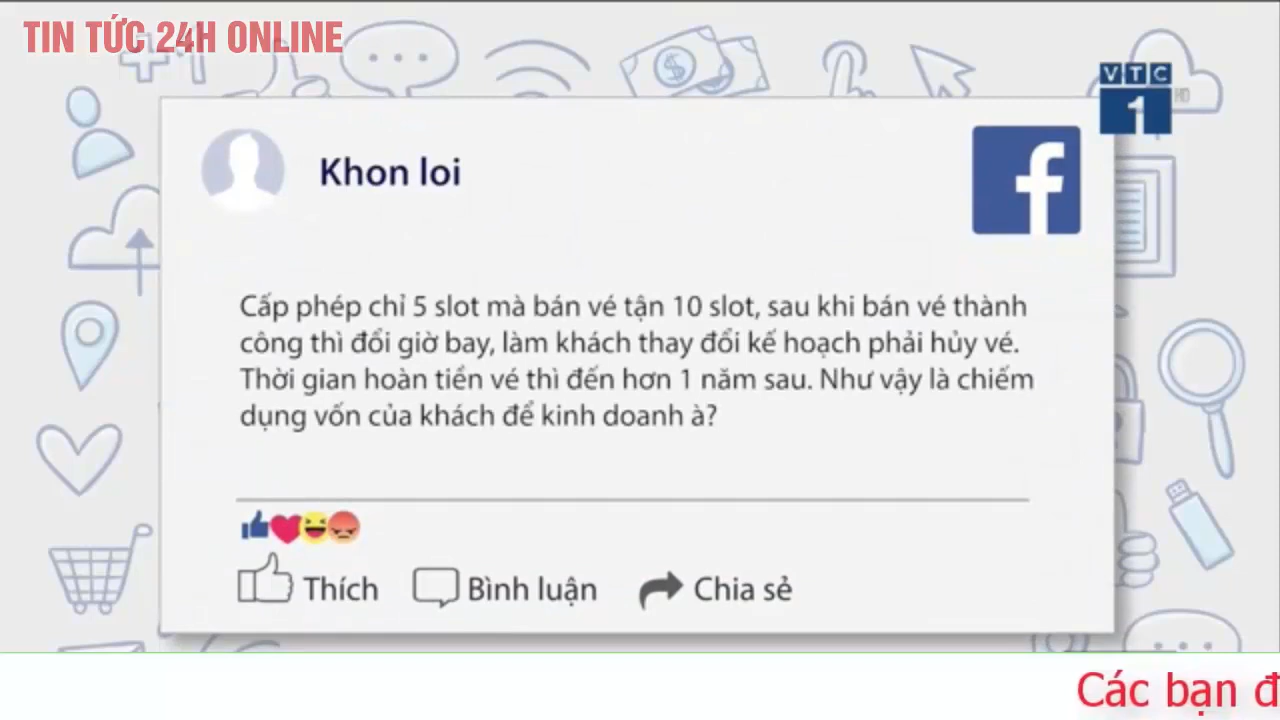 TIN TỨC 24H ONLINE
VTC
1
HD
Khon loi
f
Cấp phép chỉ 5 slot mà bán vé tận 10 slot, sau khi bán vé thành
công thì đổi giờ bay, làm khách thay đổi kế hoạch phải hủy vé.
Thời gian hoàn tiền vé thì đến hơn 1 năm sau. Như vậy là chiếm
dụng vốn của khách để kinh doanh à?
Thích Bình luận Chia sẻ
Các bạn đ